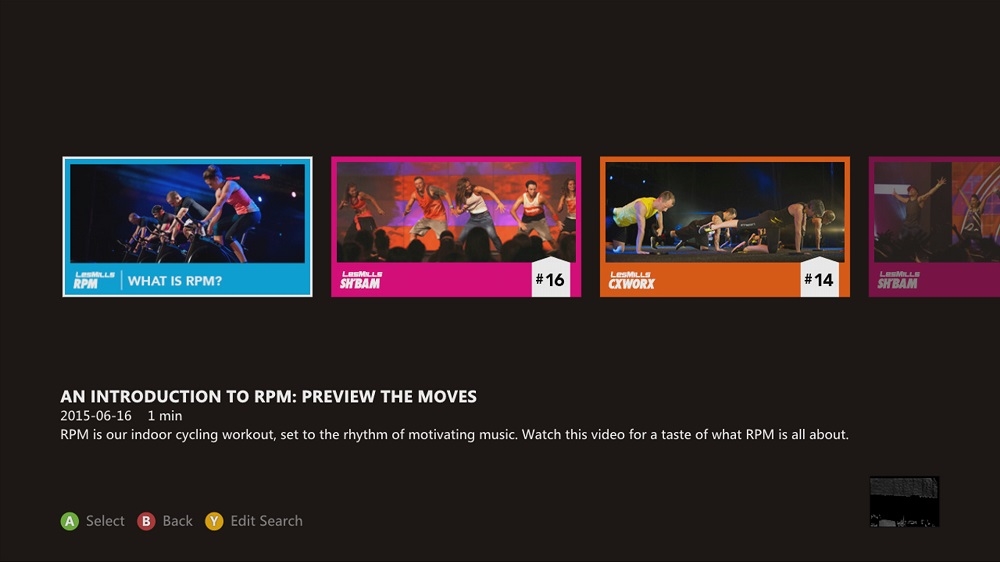 LESMILLS
RPM
WHAT IS RPM?
LESMILLS
SH'BAM
#16
LESMILLS
CXWORX
#14
LESMILLS
SH'BAM
AN INTRODUCTION TO RPM: PREVIEW THE MOVES
2015-06-16 1 min
RPM is our indoor cycling workout, set to the rhythm of motivating music. Watch this video for a taste of what RPM is all about.
A Select B Back Y Edit Search